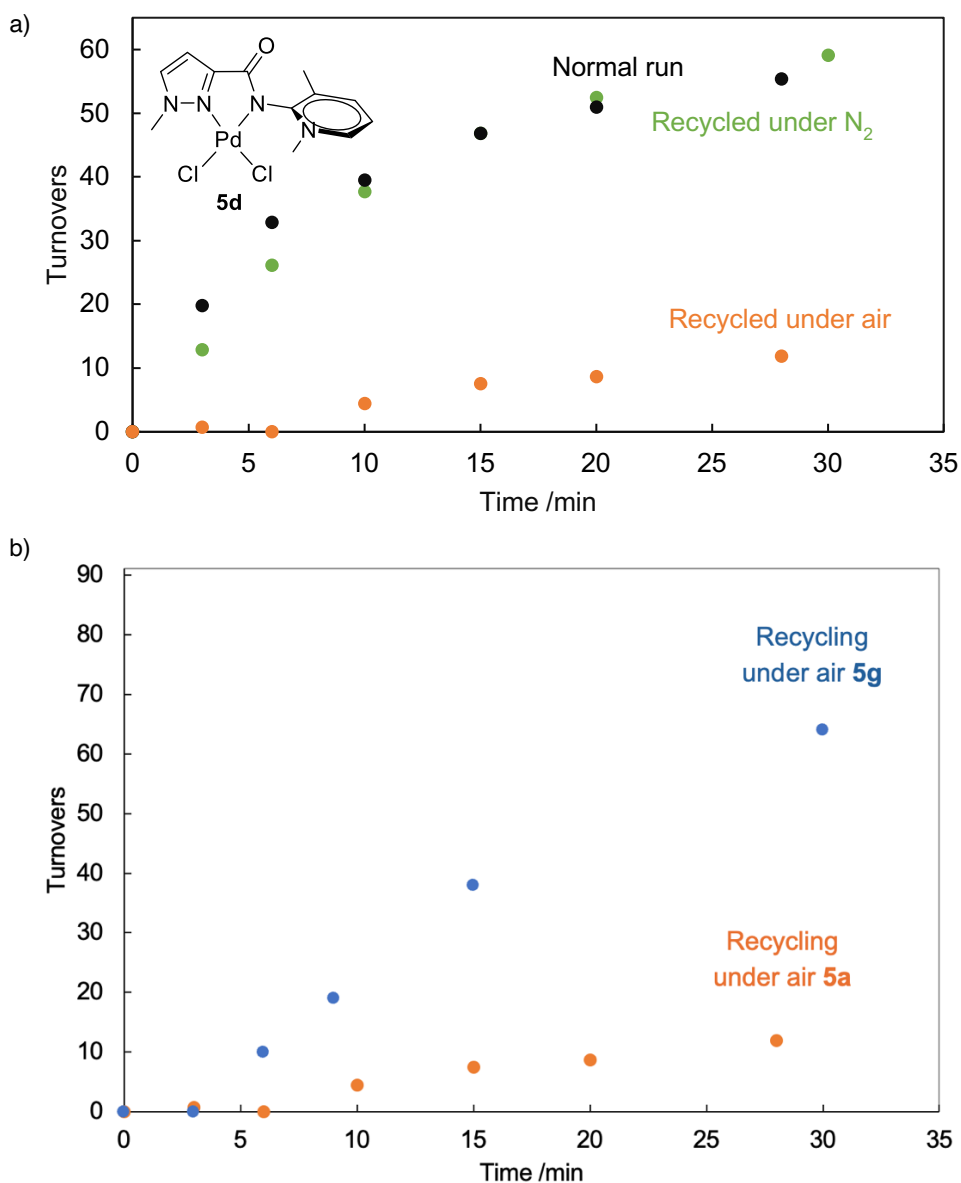 a)
60
50
40
30
20
10
0
Turnovers
O
N
N
N
N
Pd
Cl
Cl
5d
Normal run
Recycled under N₂
Recycled under air
0 5 10 15 20 25 30 35
Time /min
b)
90
80
70
60
50
40
30
20
10
0
Turnovers
Recycling
under air 5g
Recycling
under air 5a
0 5 10 15 20 25 30 35
Time /min